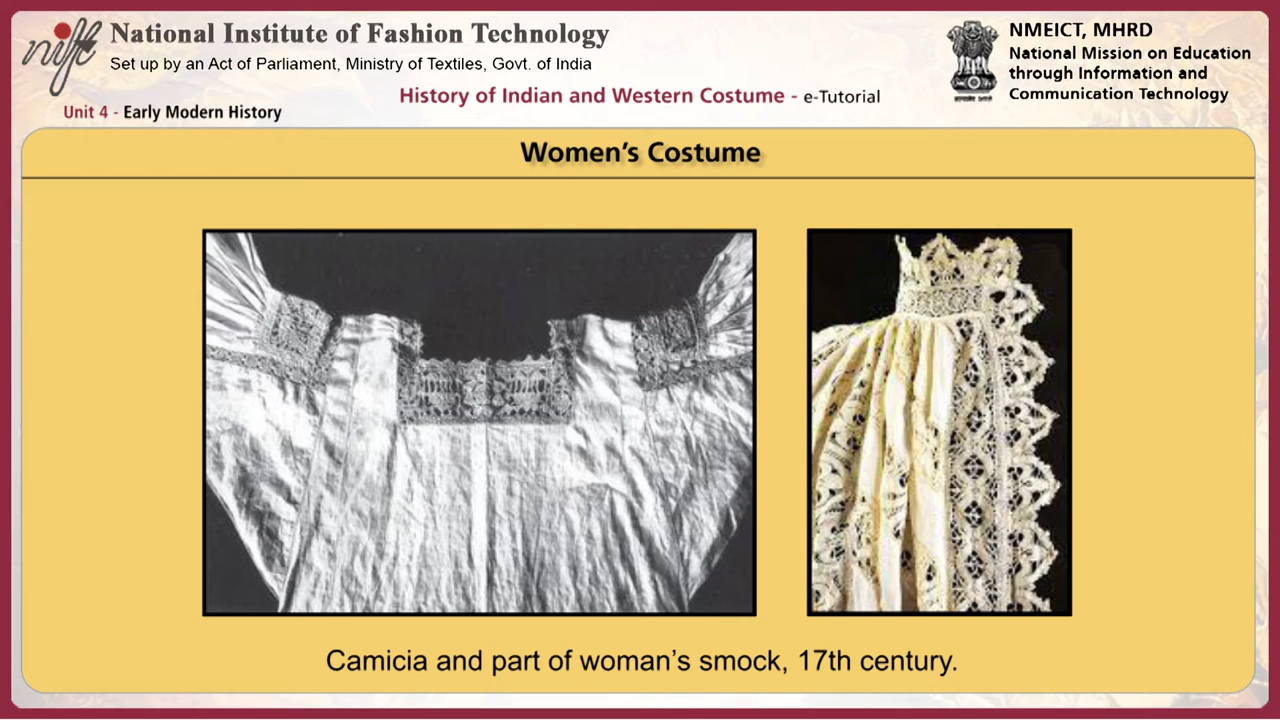 nift
National Institute of Fashion Technology
Set up by an Act of Parliament, Ministry of Textiles, Govt. of India
NMEICT, MHRD
National Mission on Education
through Information and
Communication Technology
History of Indian and Western Costume - e-Tutorial
Unit 4 - Early Modern History
Women's Costume
Camicia and part of woman's smock, 17th century.